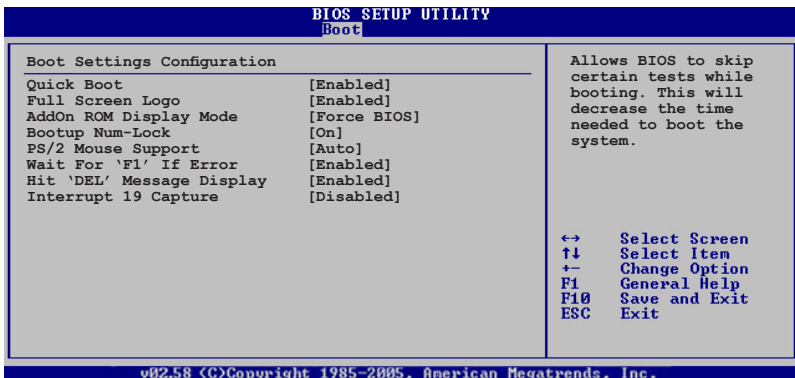 BIOS SETUP UTILITY
Boot
Boot Settings Configuration
Quick Boot [Enabled]
Full Screen Logo [Enabled]
AddOn ROM Display Mode [Force BIOS]
Bootup Num-Lock [On]
PS/2 Mouse Support [Auto]
Wait For ‘F1’ If Error [Enabled]
Hit ‘DEL’ Message Display [Enabled]
Interrupt 19 Capture [Disabled]
Allows BIOS to skip
certain tests while
booting. This will
decrease the time
needed to boot the
system.
←→ Select Screen
↑↓ Select Item
+- Change Option
F1 General Help
F10 Save and Exit
ESC Exit
v02.58 (C)Copyright 1985-2005, American Megatrends, Inc.